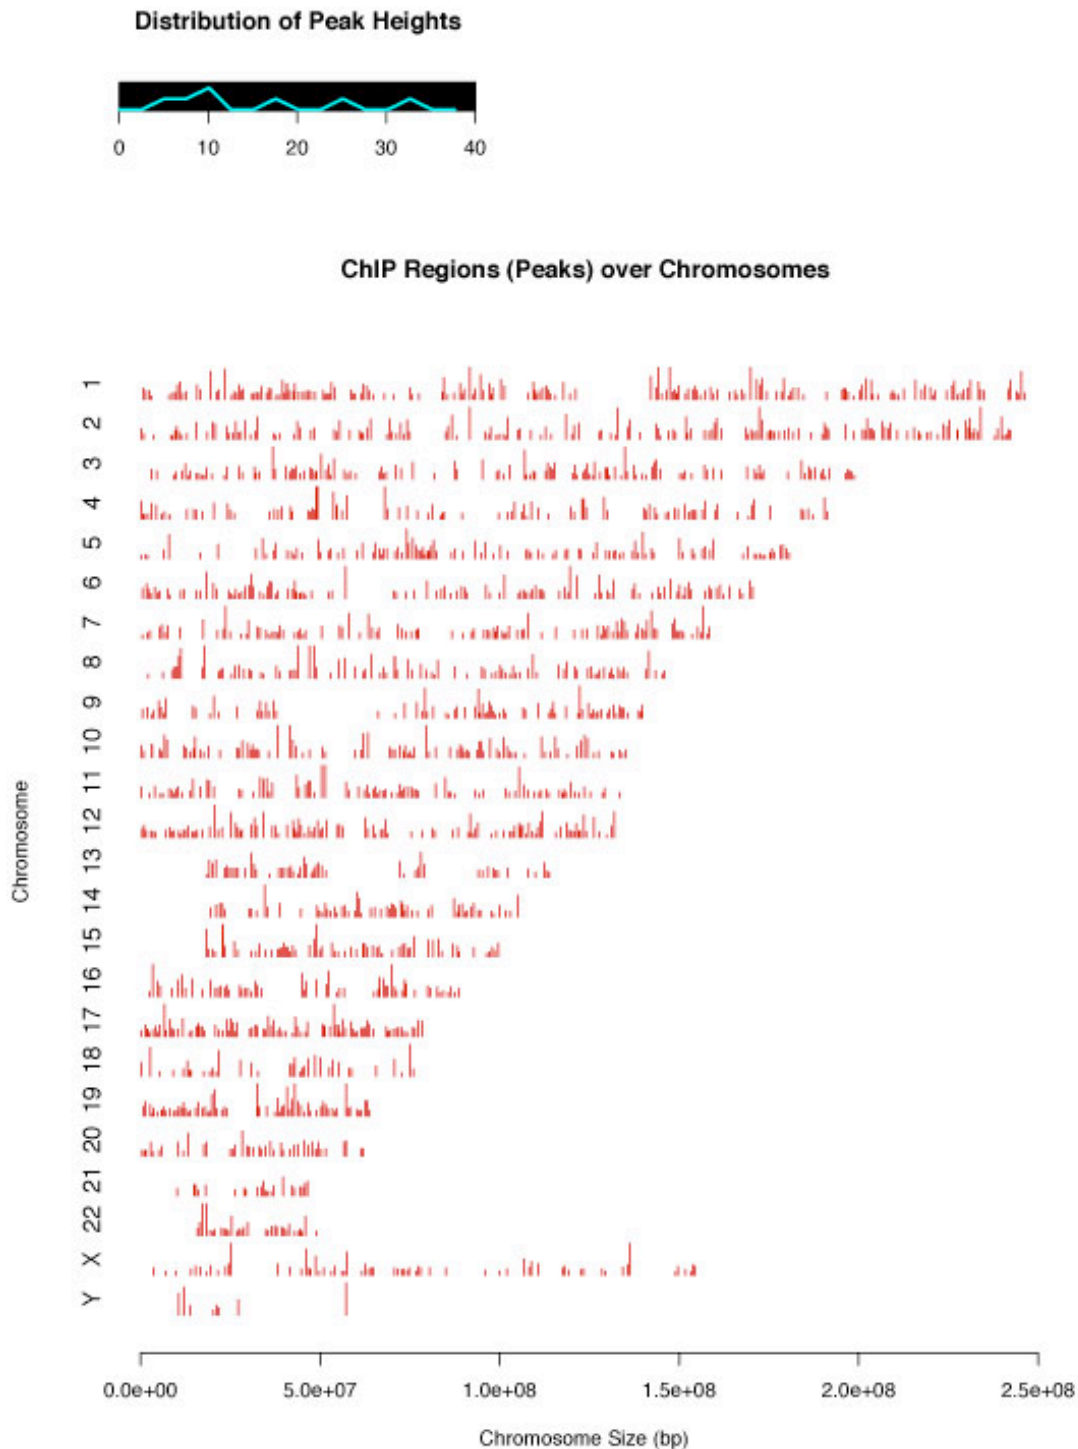 Distribution of Peak Heights
0 10 20 30 40
ChIP Regions (Peaks) over Chromosomes
Chromosome
1
2
3
4
5
6
7
8
9
10
11
12
13
14
15
16
17
18
19
20
21
22
X
Y
0.0e+00 5.0e+07 1.0e+08 1.5e+08 2.0e+08 2.5e+08
Chromosome Size (bp)